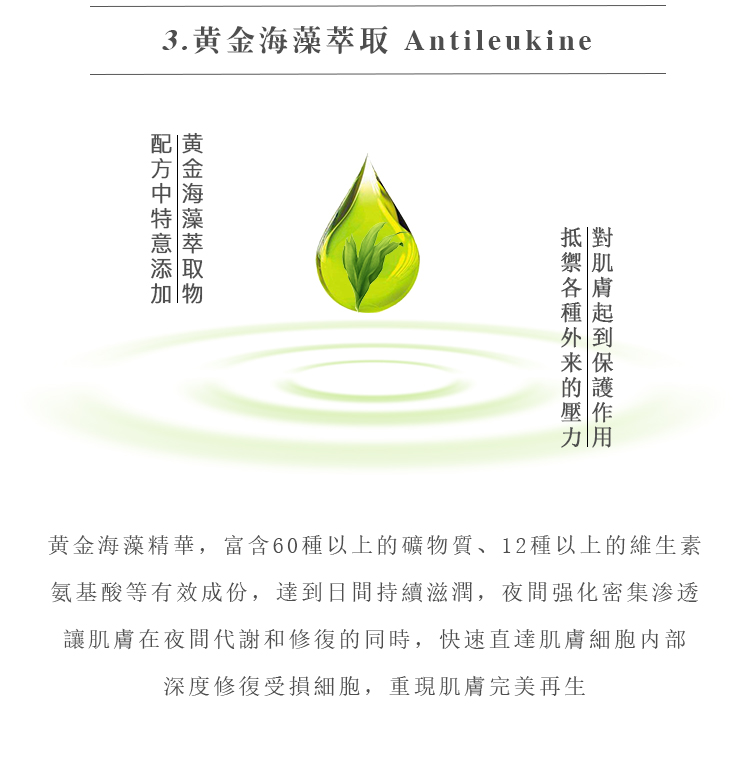 3.黄金海藻萃取 Antileukine
黄金海藻萃取物
配方中特意添加
對肌膚起到保護作用
抵禦各種外来的壓力
黃金海藻精華，富含60種以上的礦物質、12種以上的維生素
氨基酸等有效成份，達到日間持續滋潤，夜間强化密集渗透
讓肌膚在夜間代謝和修復的同時，快速直達肌膚細胞内部
深度修復受損細胞，重現肌膚完美再生